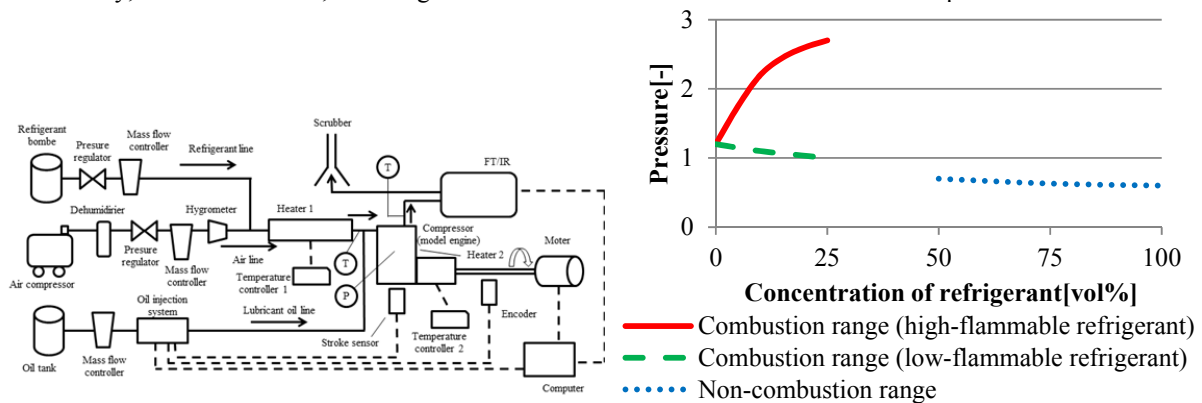 Scrubber
Refrigerant
bombe
Presure
regulator
Mass flow
controller
Refrigerant line
T
FT/IR
Dehumidirier
Hygrometer
Heater 1
Compressor
(model engine)
Heater 2
Moter
Presure
regulator
Mass flow
controller
Air line
Air compressor
Temperature
controller 1
T
P
Oil injection
system
Lubricant oil line
Encoder
Stroke sensor
Temperature
controller 2
Oil tank
Mass flow
controller
Computer
Pressure[-]
3
2
1
0
0 25 50 75 100
Concentration of refrigerant[vol%]
Combustion range (high-flammable refrigerant)
Combustion range (low-flammable refrigerant)
Non-combustion range